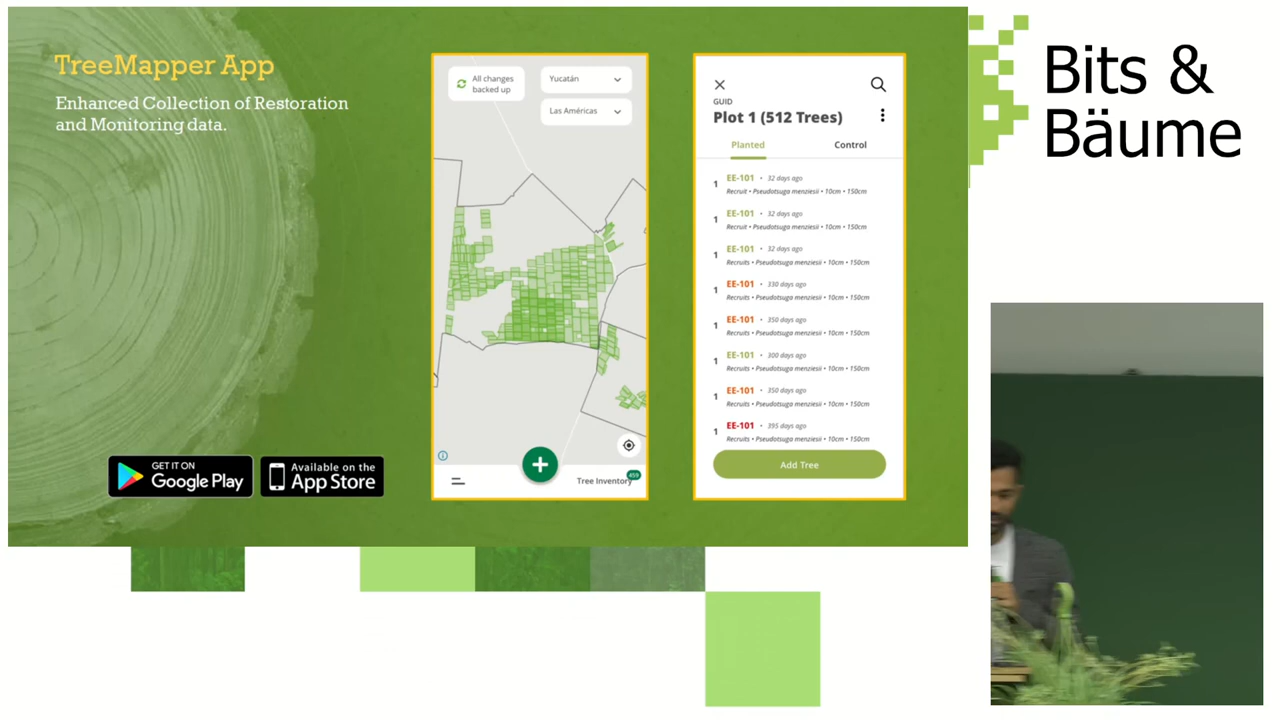 TreeMapper App
Enhanced Collection of Restoration
and Monitoring data.
GET IT ON
Google Play
Available on the
App Store
All changes
backed up
Yucatán
Las Américas
Tree Inventory
459
GUID
Plot 1 (512 Trees)
Planted
Control
1
EE-101 • 32 days ago
Recruit • Pseudotsuga menziesii • 10cm • 150cm
1
EE-101 • 32 days ago
Recruit • Pseudotsuga menziesii • 10cm • 150cm
1
EE-101 • 32 days ago
Recruits • Pseudotsuga menziesii • 10cm • 150cm
1
EE-101 • 330 days ago
Recruits • Pseudotsuga menziesii • 10cm • 150cm
1
EE-101 • 350 days ago
Recruits • Pseudotsuga menziesii • 10cm • 150cm
1
EE-101 • 300 days ago
Recruits • Pseudotsuga menziesii • 10cm • 150cm
1
EE-101 • 350 days ago
Recruits • Pseudotsuga menziesii • 10cm • 150cm
1
EE-101 • 395 days ago
Recruits • Pseudotsuga menziesii • 10cm • 150cm
Add Tree
Bits &
Bäume